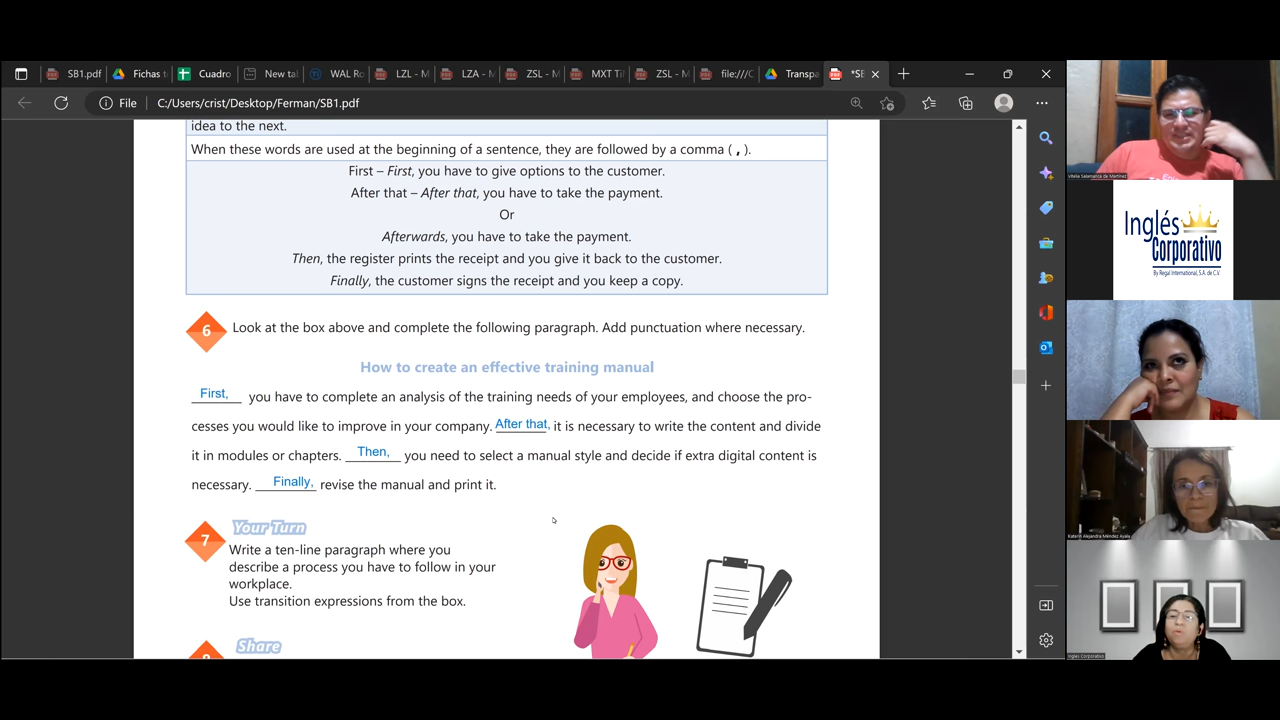 SB1.pdf
Fichas t
Cuadro
New tal
WAL Ro
LZL - M
LZA - M
ZSL - M
MXT Ti
ZSL - M
file:///C
Transpa
*SB
File C:/Users/crist/Desktop/Ferman/SB1.pdf
idea to the next.
When these words are used at the beginning of a sentence, they are followed by a comma ( , ).
First – First, you have to give options to the customer.
After that – After that, you have to take the payment.
Or
Afterwards, you have to take the payment.
Then, the register prints the receipt and you give it back to the customer.
Finally, the customer signs the receipt and you keep a copy.
6 Look at the box above and complete the following paragraph. Add punctuation where necessary.
How to create an effective training manual
First, you have to complete an analysis of the training needs of your employees, and choose the pro-
cesses you would like to improve in your company. After that, it is necessary to write the content and divide
it in modules or chapters. Then, you need to select a manual style and decide if extra digital content is
necessary. Finally, revise the manual and print it.
7 Your Turn
Write a ten-line paragraph where you
describe a process you have to follow in your
workplace.
Use transition expressions from the box.
Share
Vitelia Salamanca de Martinez
Inglés
Corporativo
By Regal International, S.A. de C.V.
Katerin Alejandra Méndez Ayala
Inglés Corporativo